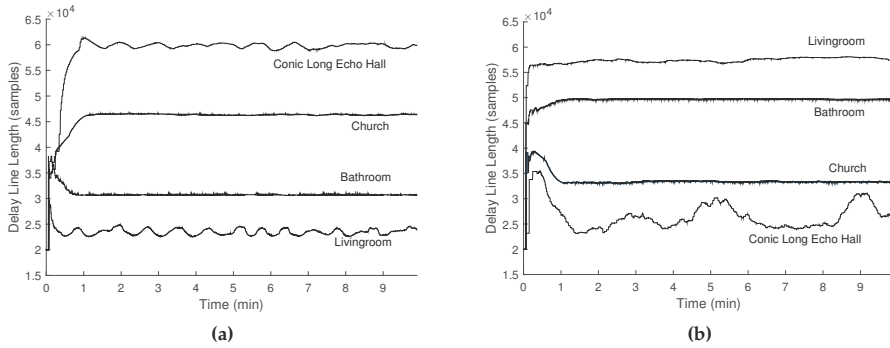 × 10⁴
6.5
6
5.5
5
4.5
4
3.5
3
2.5
2
1.5
Delay Line Length (samples)
Conic Long Echo Hall
Church
Bathroom
Livingroom
0 1 2 3 4 5 6 7 8 9
Time (min)
(a)
× 10⁴
6.5
6
5.5
5
4.5
4
3.5
3
2.5
2
1.5
Delay Line Length (samples)
Livingroom
Bathroom
Church
Conic Long Echo Hall
0 1 2 3 4 5 6 7 8 9
Time (min)
(b)